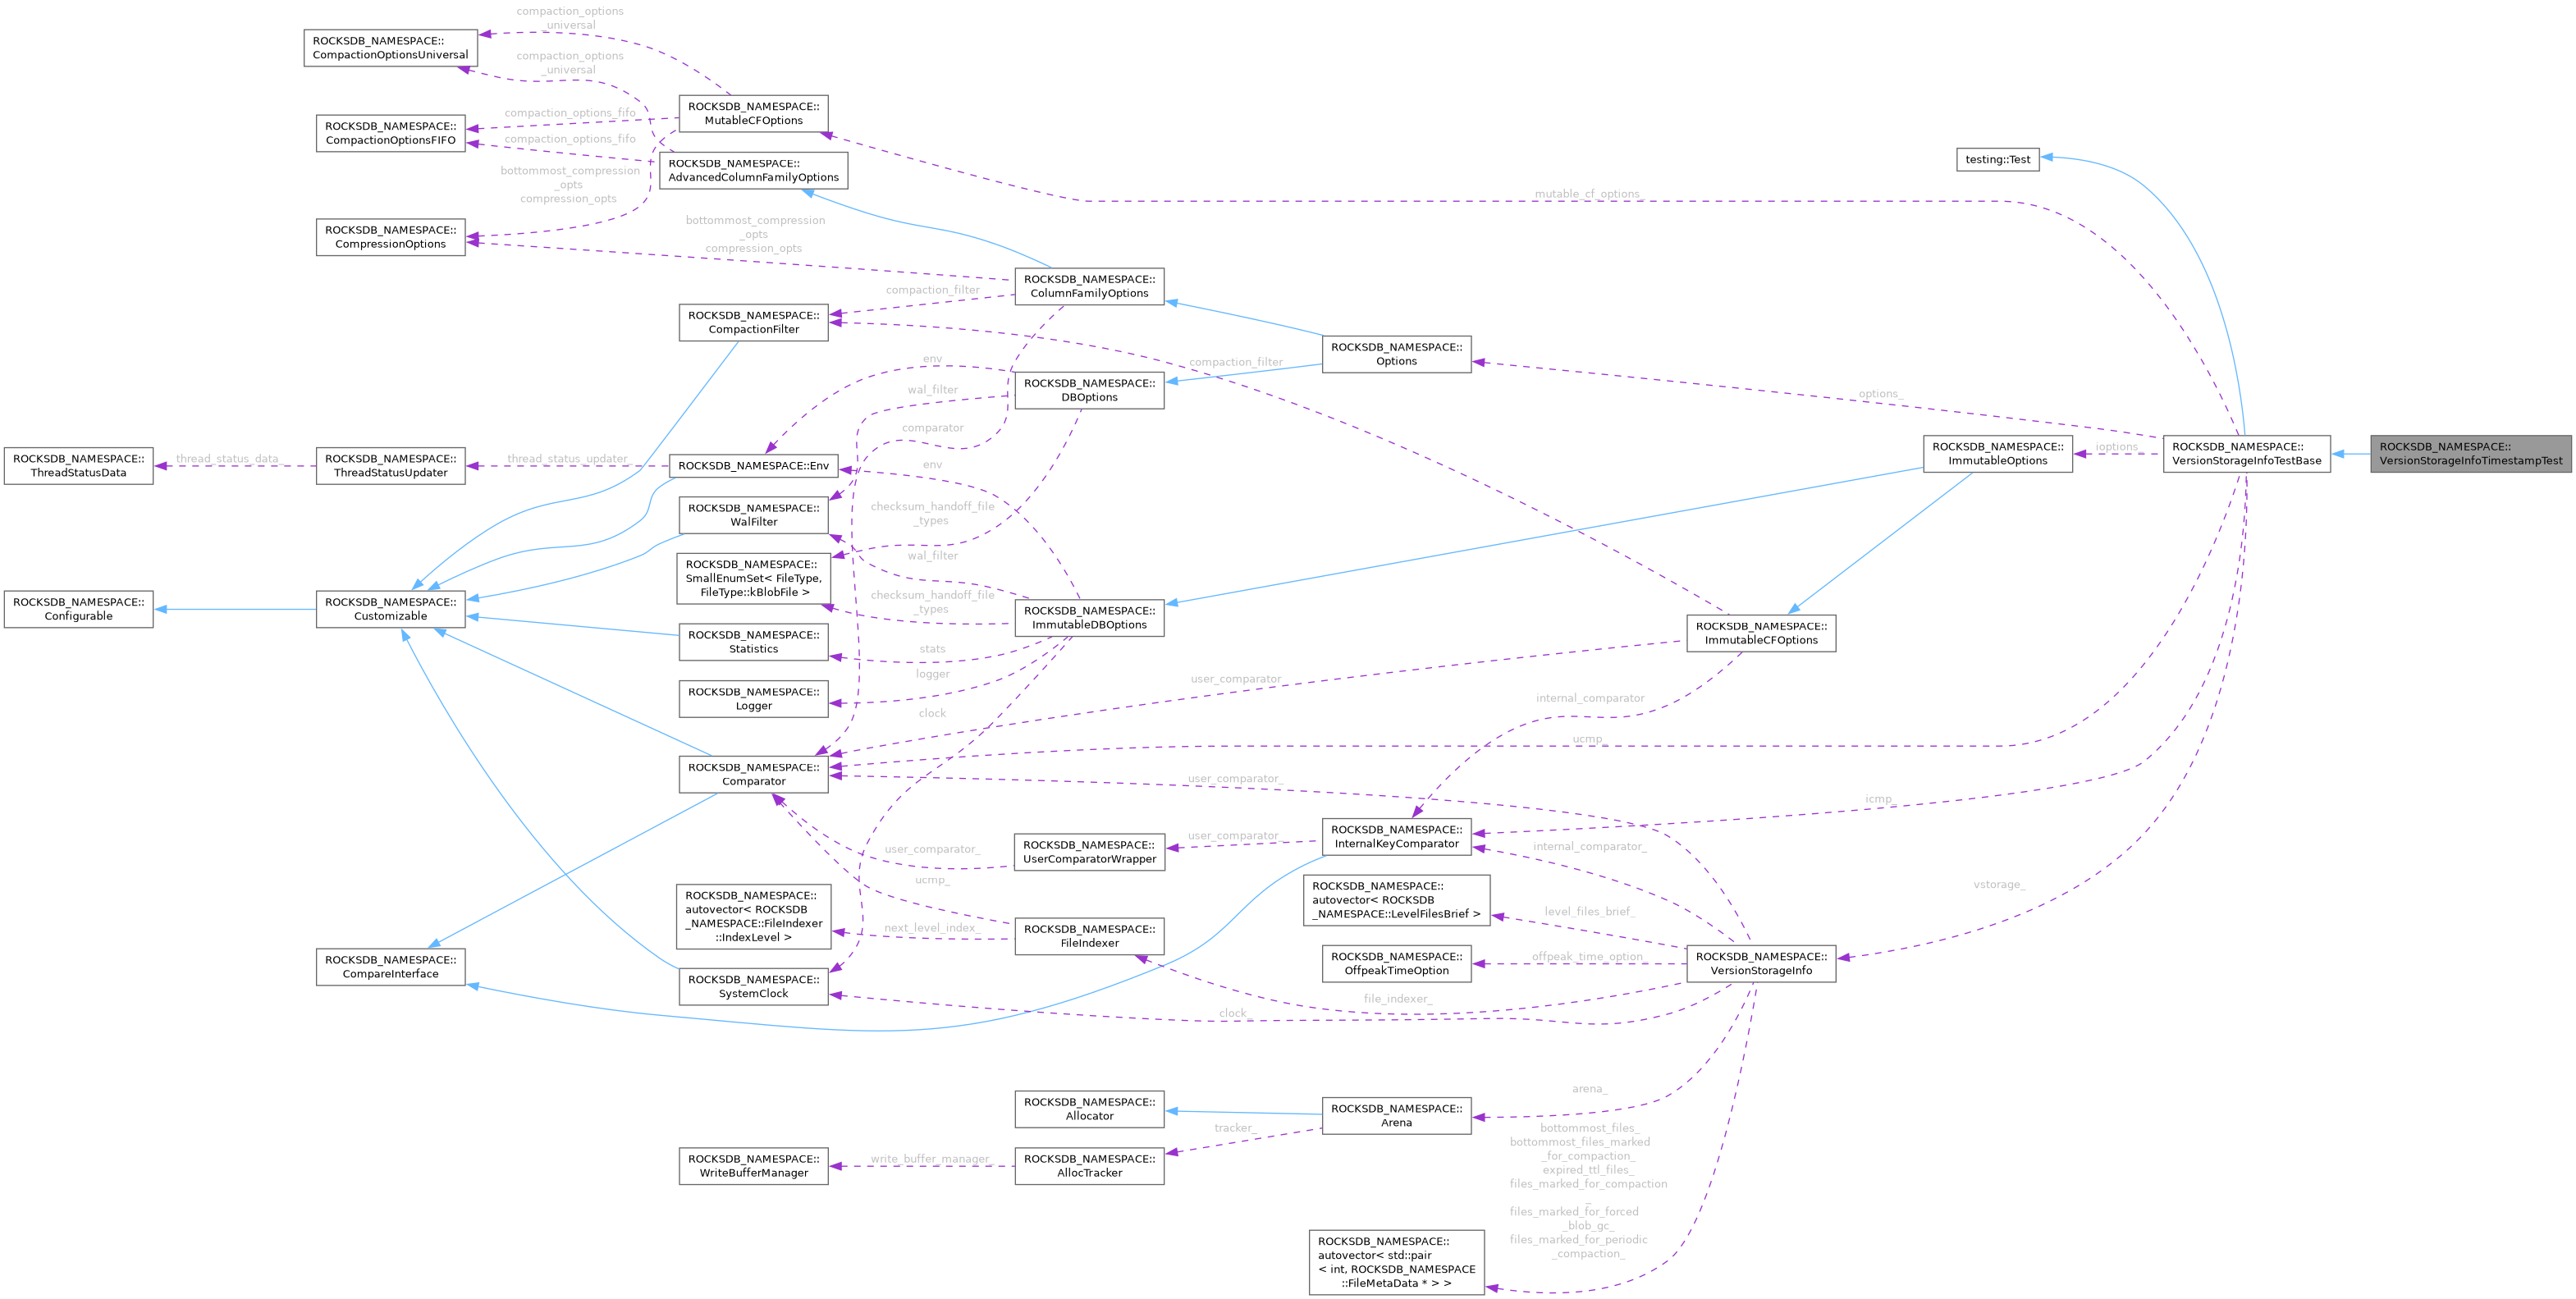 compaction_options
_universal
ROCKSDB_NAMESPACE::
CompactionOptionsUniversal
compaction_options
_universal
ROCKSDB_NAMESPACE::
MutableCFOptions
compaction_options_fifo
ROCKSDB_NAMESPACE::
CompactionOptionsFIFO
compaction_options_fifo
ROCKSDB_NAMESPACE::
AdvancedColumnFamilyOptions
testing::Test
bottommost_compression
_opts
compression_opts
mutable_cf_options_
ROCKSDB_NAMESPACE::
CompressionOptions
bottommost_compression
_opts
compression_opts
ROCKSDB_NAMESPACE::
ColumnFamilyOptions
compaction_filter
ROCKSDB_NAMESPACE::
CompactionFilter
ROCKSDB_NAMESPACE::
Options
env
compaction_filter
ROCKSDB_NAMESPACE::
DBOptions
wal_filter
options_
comparator
ROCKSDB_NAMESPACE::
ImmutableOptions
ioptions_
ROCKSDB_NAMESPACE::
VersionStorageInfoTestBase
ROCKSDB_NAMESPACE::
VersionStorageInfoTimestampTest
ROCKSDB_NAMESPACE::
ThreadStatusData
thread_status_data_
ROCKSDB_NAMESPACE::
ThreadStatusUpdater
thread_status_updater_
ROCKSDB_NAMESPACE::Env
env
ROCKSDB_NAMESPACE::
WalFilter
checksum_handoff_file
_types
wal_filter
ROCKSDB_NAMESPACE::
SmallEnumSet< FileType,
FileType::kBlobFile >
checksum_handoff_file
_types
ROCKSDB_NAMESPACE::
Configurable
ROCKSDB_NAMESPACE::
Customizable
ROCKSDB_NAMESPACE::
ImmutableDBOptions
ROCKSDB_NAMESPACE::
ImmutableCFOptions
ROCKSDB_NAMESPACE::
Statistics
stats
logger
ROCKSDB_NAMESPACE::
Logger
user_comparator
internal_comparator
clock
ucmp_
ROCKSDB_NAMESPACE::
Comparator
user_comparator_
icmp_
ROCKSDB_NAMESPACE::
InternalKeyComparator
user_comparator
ROCKSDB_NAMESPACE::
UserComparatorWrapper
user_comparator_
internal_comparator_
ucmp_
vstorage_
ROCKSDB_NAMESPACE::
autovector< ROCKSDB
_NAMESPACE::LevelFilesBrief >
level_files_brief_
ROCKSDB_NAMESPACE::
autovector< ROCKSDB
_NAMESPACE::FileIndexer
::IndexLevel >
next_level_index_
ROCKSDB_NAMESPACE::
FileIndexer
ROCKSDB_NAMESPACE::
OffpeakTimeOption
offpeak_time_option_
ROCKSDB_NAMESPACE::
VersionStorageInfo
ROCKSDB_NAMESPACE::
CompareInterface
ROCKSDB_NAMESPACE::
SystemClock
file_indexer_
clock_
arena_
ROCKSDB_NAMESPACE::
Allocator
ROCKSDB_NAMESPACE::
Arena
tracker_
ROCKSDB_NAMESPACE::
WriteBufferManager
write_buffer_manager_
ROCKSDB_NAMESPACE::
AllocTracker
bottommost_files_
bottommost_files_marked
_for_compaction_
expired_ttl_files_
files_marked_for_compaction
_
files_marked_for_forced
_blob_gc_
files_marked_for_periodic
_compaction_
ROCKSDB_NAMESPACE::
autovector< std::pair
< int, ROCKSDB_NAMESPACE
::FileMetaData * > >